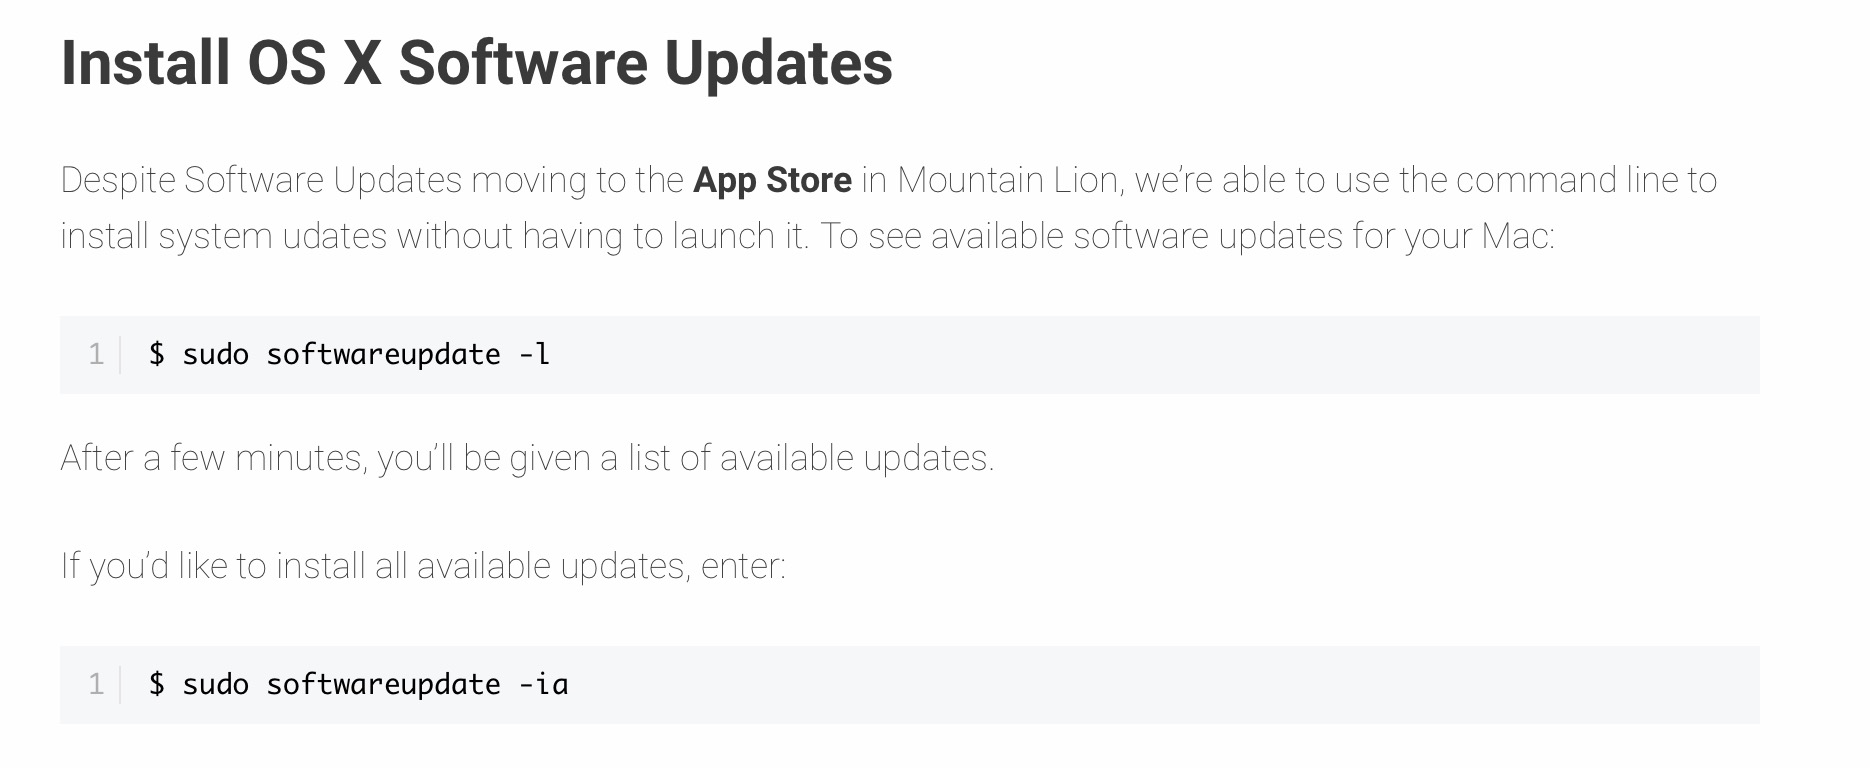 Install OS X Software Updates
Despite Software Updates moving to the App Store in Mountain Lion, we're able to use the command line to
install system udates without having to launch it. To see available software updates for your Mac:
1 $ sudo softwareupdate -l
After a few minutes, you'll be given a list of available updates.
If you'd like to install all available updates, enter:
1 $ sudo softwareupdate -ia